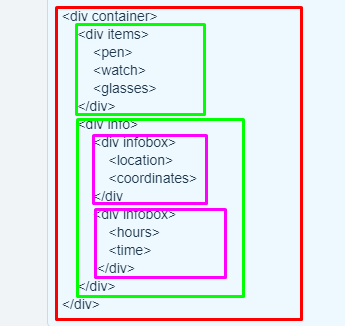 <div container>
<div items>
<pen>
<watch>
<glasses>
</div>
<div info>
<div infobox>
<location>
<coordinates>
</div
<div infobox>
<hours>
<time>
</div>
</div>
</div>